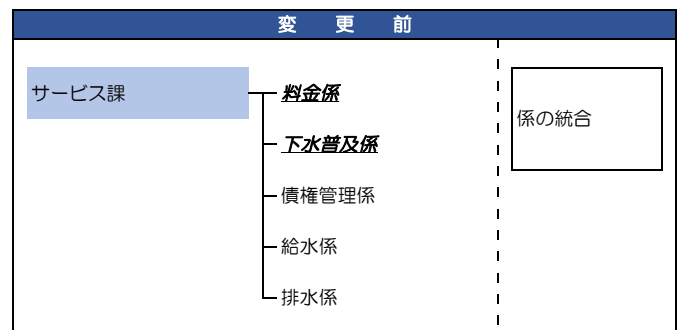 変更前
サービス課
料金係
係の統合
下水普及係
債権管理係
給水係
排水係